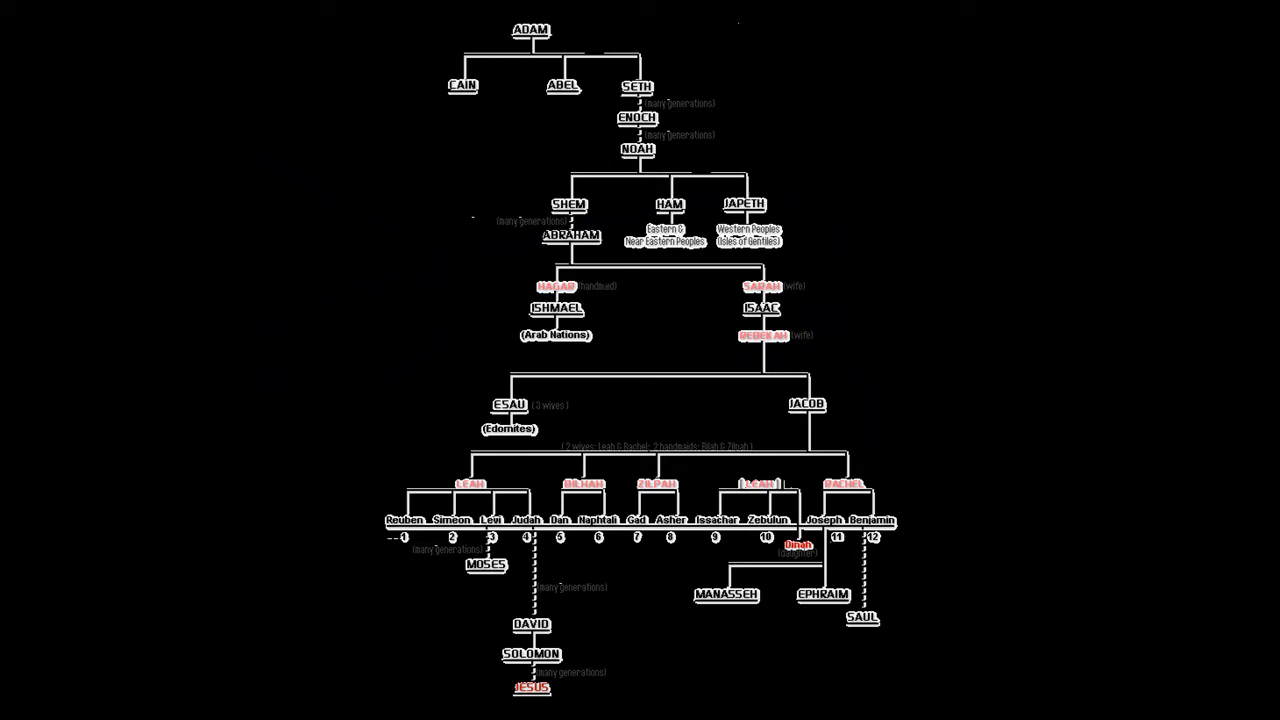 ADAM
CAIN ABEL SETH
(many generations)
ENOCH
(many generations)
NOAH
SHEM HAM JAPETH
(many generations)
ABRAHAM
Eastern &
Near Eastern Peoples
Western Peoples
(Isles of Gentiles)
HAGAR (handmaid) SARAH (wife)
ISHMAEL ISAAC
(Arab Nations) REBEKAH (wife)
ESAU ( 3 wives ) JACOB
(Edomites)
( 2 wives: Leah & Rachel; 2 handmaids: Bilah & Zilpah )
LEAH BILHAH ZILPAH ( LEAH ) RACHEL
Reuben Simeon Levi Judah Dan Naphtali Gad Asher Issachar Zebulun Joseph Benjamin
1 2 3 4 5 6 7 8 9 10 11 12
Dinah
(daughter)
(many generations)
MOSES
(many generations)
MANASSEH EPHRAIM
SAUL
DAVID
SOLOMON
(many generations)
JESUS